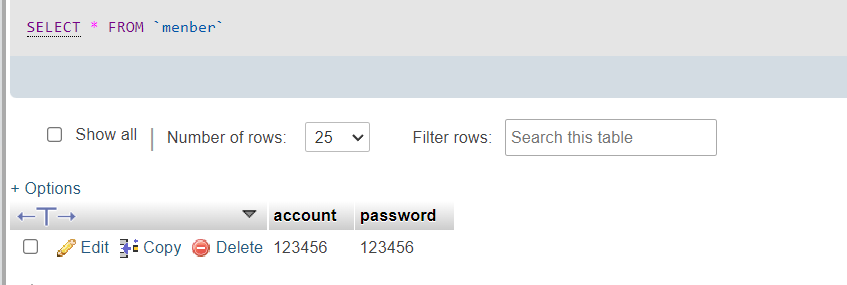 SELECT * FROM `menber`
Show all | Number of rows: 25 Filter rows: Search this table
+ Options
←T→ account password
Edit Copy Delete 123456 123456